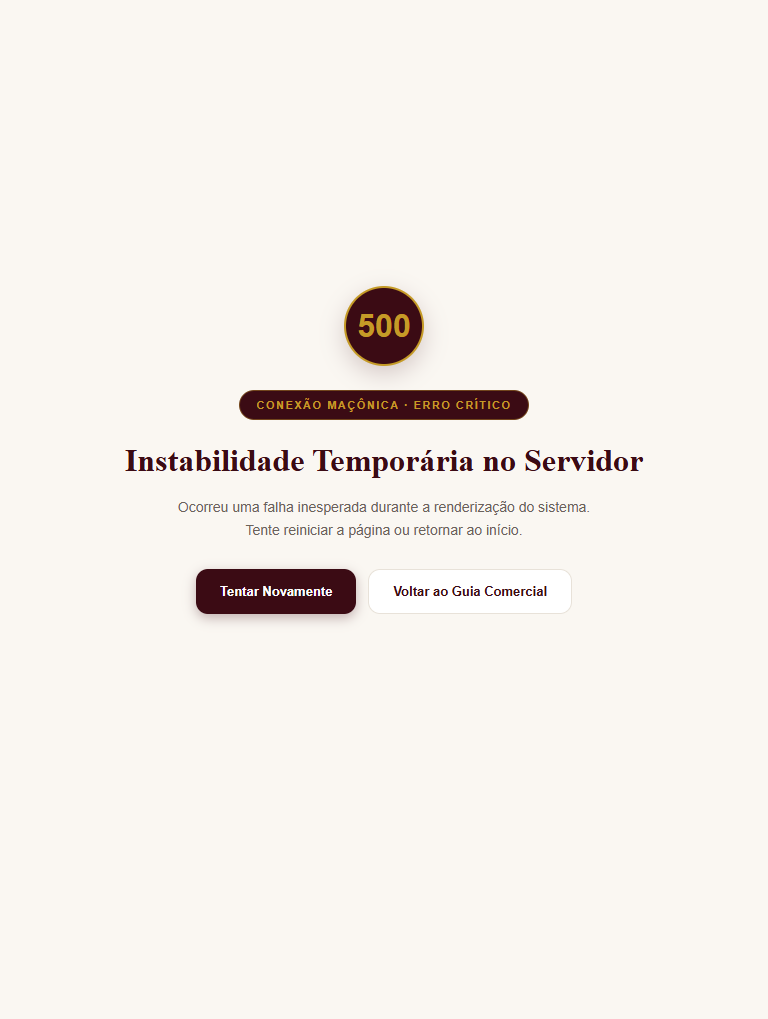 500
CONEXÃO MAÇÔNICA · ERRO CRÍTICO
Instabilidade Temporária no Servidor
Ocorreu uma falha inesperada durante a renderização do sistema.
Tente reiniciar a página ou retornar ao início.
Tentar Novamente
Voltar ao Guia Comercial